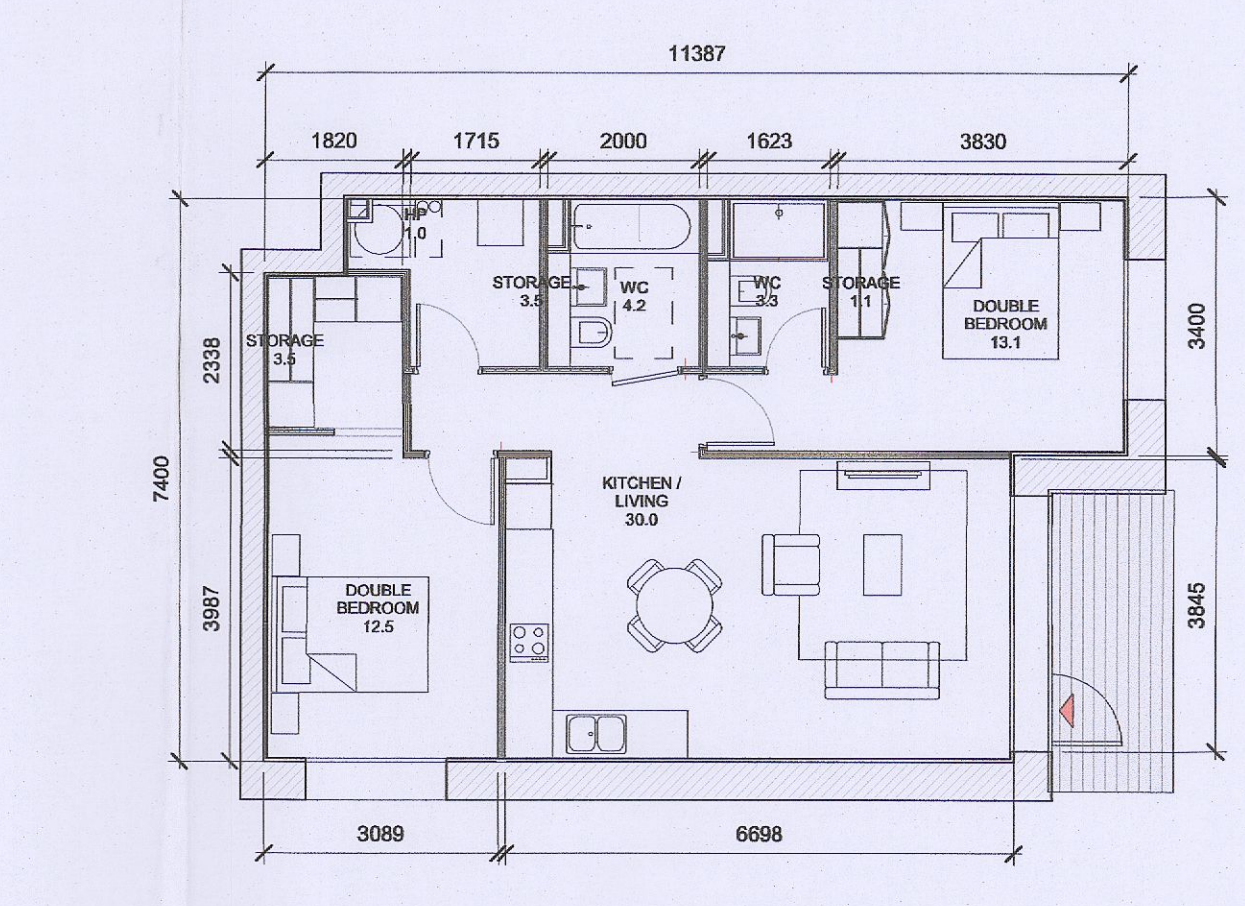 11387
1820 1715 2000 1623 3830
HP
1.0
STORAGE
3.5
WC
4.2
WC
3.3
STORAGE
1.1
DOUBLE
BEDROOM
13.1
STORAGE
3.5
2338
3400
7400
KITCHEN /
LIVING
30.0
DOUBLE
BEDROOM
12.5
3987
3845
3089 6698